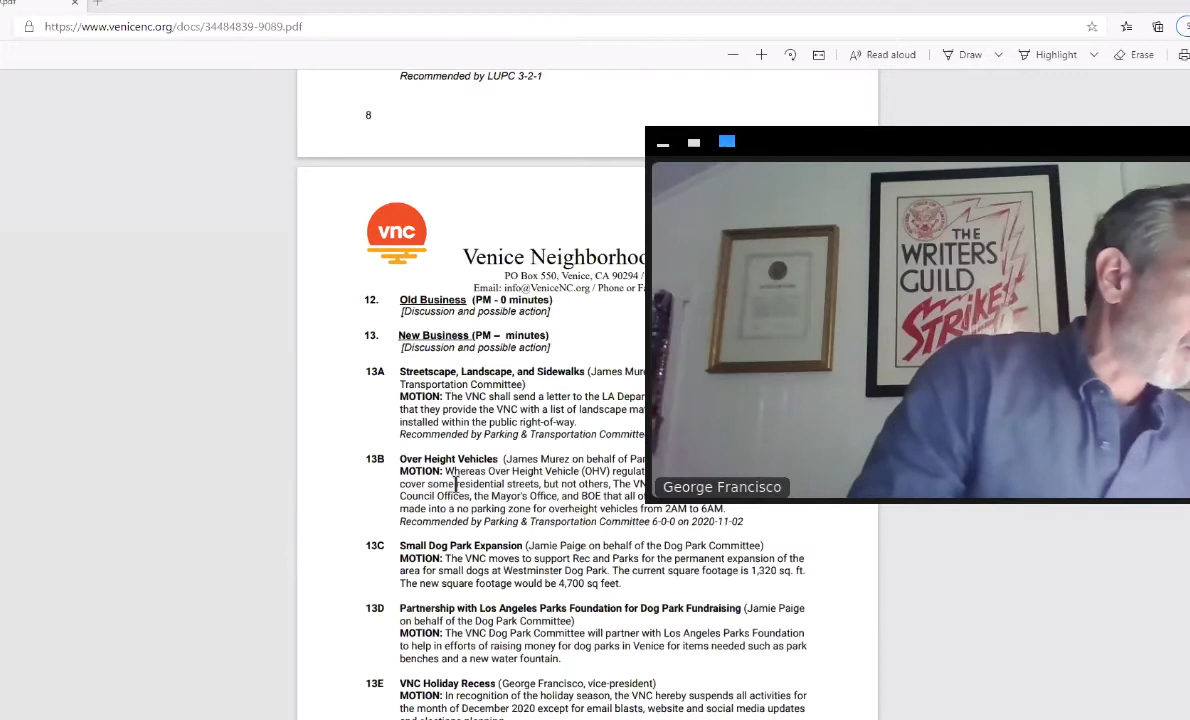 .pdf
https://www.venicenc.org/docs/34484839-9089.pdf
Read aloud Draw Highlight Erase
Recommended by LUPC 3-2-1
8
vnc
Venice Neighborhoo
PO Box 550, Venice, CA 90294 /
Email: info@VeniceNC.org / Phone or Fa
12. Old Business (PM - 0 minutes)
[Discussion and possible action]
13. New Business (PM – minutes)
[Discussion and possible action]
13A Streetscape, Landscape, and Sidewalks (James Mure
Transportation Committee)
MOTION: The VNC shall send a letter to the LA Depar
that they provide the VNC with a list of landscape ma
installed within the public right-of-way.
Recommended by Parking & Transportation Committe
13B Over Height Vehicles (James Murez on behalf of Par
MOTION: Whereas Over Height Vehicle (OHV) regulat
cover some residential streets, but not others, The VN
Council Offices, the Mayor's Office, and BOE that all of
made into a no parking zone for overheight vehicles from 2AM to 6AM.
Recommended by Parking & Transportation Committee 6-0-0 on 2020-11-02
13C Small Dog Park Expansion (Jamie Paige on behalf of the Dog Park Committee)
MOTION: The VNC moves to support Rec and Parks for the permanent expansion of the
area for small dogs at Westminster Dog Park. The current square footage is 1,320 sq. ft.
The new square footage would be 4,700 sq feet.
13D Partnership with Los Angeles Parks Foundation for Dog Park Fundraising (Jamie Paige
on behalf of the Dog Park Committee)
MOTION: The VNC Dog Park Committee will partner with Los Angeles Parks Foundation
to help in efforts of raising money for dog parks in Venice for items needed such as park
benches and a new water fountain.
13E VNC Holiday Recess (George Francisco, vice-president)
MOTION: In recognition of the holiday season, the VNC hereby suspends all activities for
the month of December 2020 except for email blasts, website and social media updates
THE
WRITERS
GUILD
STRIKES
George Francisco